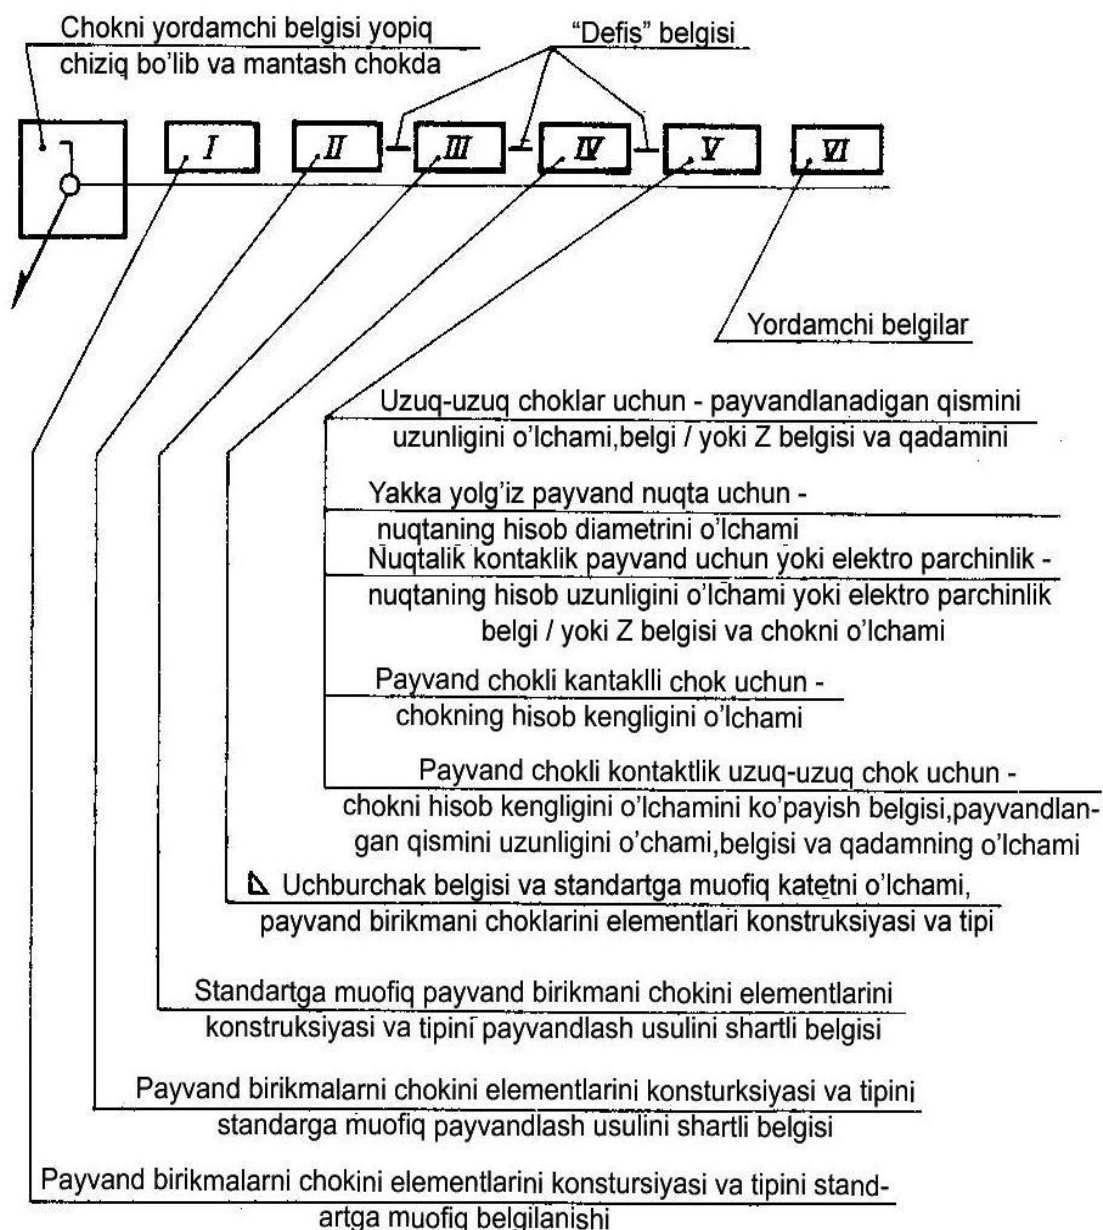 Chokni yordamchi belgisi yopiq
chiziq bo'lib va mantash chokda
“Defis” belgisi
I II III IV V VI
Yordamchi belgilar
Uzuq-uzuq choklar uchun - payvandlanadigan qismini
uzunligini o'lchami,belgi / yoki Z belgisi va qadamini
Yakka yolg'iz payvand nuqta uchun -
nuqtaning hisob diametrini o'lchami
Nuqtalik kontaklik payvand uchun yoki elektro parchinlik -
nuqtaning hisob uzunligini o'lchami yoki elektro parchinlik
belgi / yoki Z belgisi va chokni o'lchami
Payvand chokli kantaklli chok uchun -
chokning hisob kengligini o'lchami
Payvand chokli kontaktlik uzuq-uzuq chok uchun -
chokni hisob kengligini o'lchamini ko'payish belgisi,payvandlan-
gan qismini uzunligini o'chami,belgisi va qadamning o'lchami
Uchburchak belgisi va standartga muofiq katetni o'lchami,
payvand birikmani choklarini elementlari konstruksiyasi va tipi
Standartga muofiq payvand birikmani chokini elementlarini
konstruksiyasi va tipini payvandlash usulini shartli belgisi
Payvand birikmalarni chokini elementlarini konsturksiyasi va tipini
standarga muofiq payvandlash usulini shartli belgisi
Payvand birikmalarni chokini elementlarini konstursiyasi va tipini stand-
artga muofiq belgilanishi